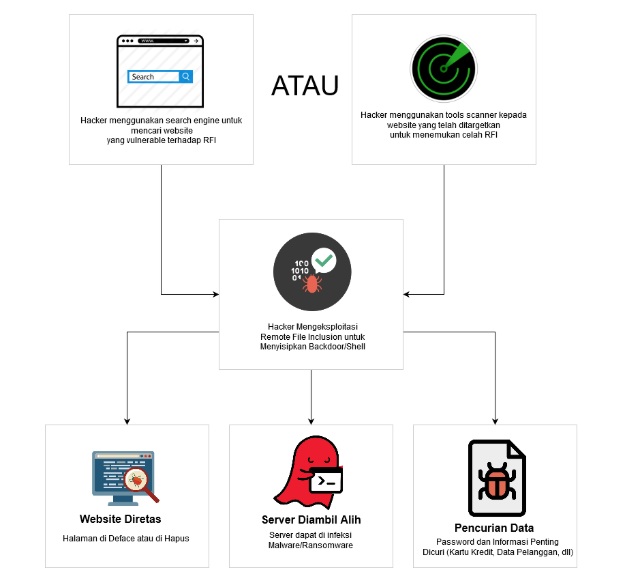 www
Search
Hacker menggunakan search engine untuk
mencari website
yang vulnerable terhadap RFI
ATAU
Hacker menggunakan tools scanner kepada
website yang telah ditargetkan
untuk menemukan celah RFI
100
1010
01
Hacker Mengeksploitasi
Remote File Inclusion untuk
Menyisipkan Backdoor/Shell
Website Diretas
Halaman di Deface atau di Hapus
>_
Server Diambil Alih
Server dapat di infeksi
Malware/Ransomware
Pencurian Data
Password dan Informasi Penting
Dicuri (Kartu Kredit, Data Pelanggan, dll)